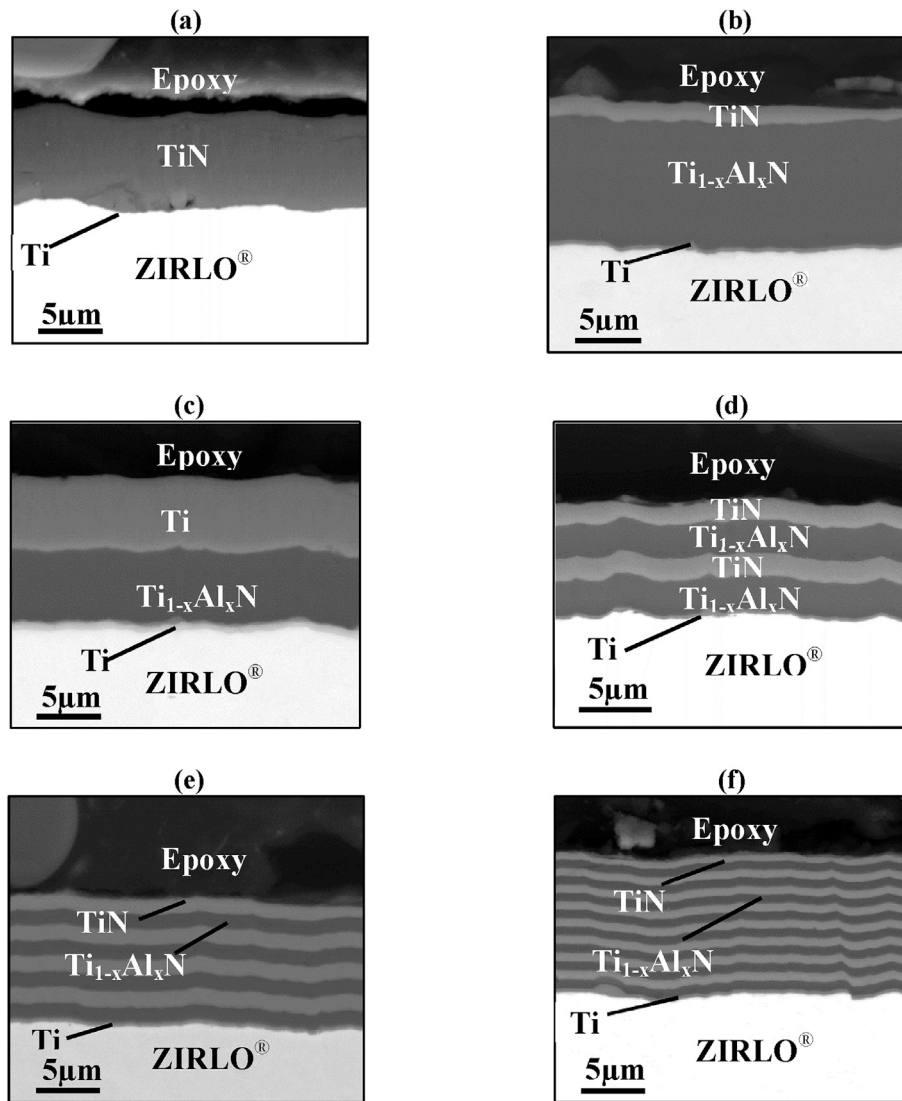 (a)
Epoxy
TiN
Ti
ZIRLO®
5μm
(b)
Epoxy
TiN
Ti₁₋ₓAlₓN
Ti
ZIRLO®
5μm
(c)
Epoxy
Ti
Ti₁₋ₓAlₓN
Ti
ZIRLO®
5μm
(d)
Epoxy
TiN
Ti₁₋ₓAlₓN
TiN
Ti₁₋ₓAlₓN
Ti
ZIRLO®
5μm
(e)
Epoxy
TiN
Ti₁₋ₓAlₓN
Ti
ZIRLO®
5μm
(f)
Epoxy
TiN
Ti₁₋ₓAlₓN
Ti
ZIRLO®
5μm